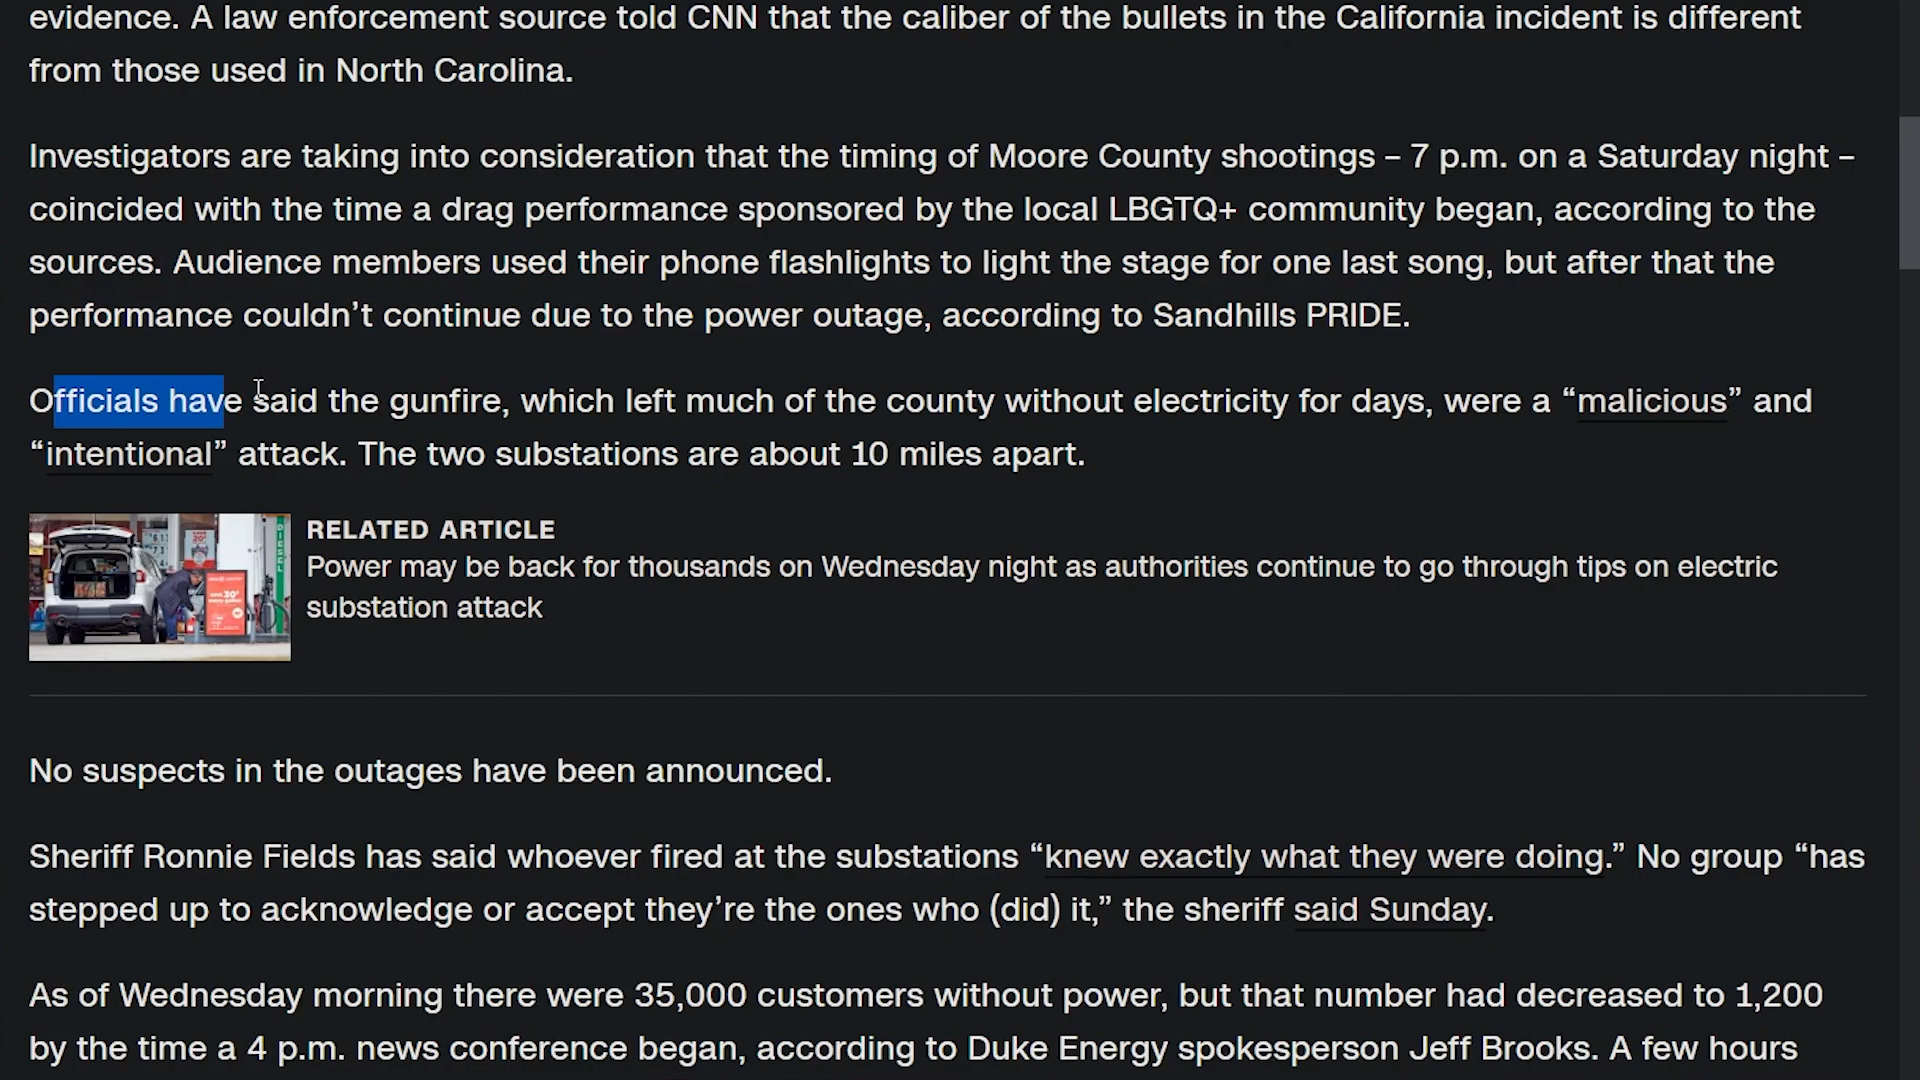 evidence. A law enforcement source told CNN that the caliber of the bullets in the California incident is different
from those used in North Carolina.
Investigators are taking into consideration that the timing of Moore County shootings – 7 p.m. on a Saturday night –
coincided with the time a drag performance sponsored by the local LBGTQ+ community began, according to the
sources. Audience members used their phone flashlights to light the stage for one last song, but after that the
performance couldn’t continue due to the power outage, according to Sandhills PRIDE.
Officials have said the gunfire, which left much of the county without electricity for days, were a “malicious” and
“intentional” attack. The two substations are about 10 miles apart.
RELATED ARTICLE
Power may be back for thousands on Wednesday night as authorities continue to go through tips on electric
substation attack
No suspects in the outages have been announced.
Sheriff Ronnie Fields has said whoever fired at the substations “knew exactly what they were doing.” No group “has
stepped up to acknowledge or accept they’re the ones who (did) it,” the sheriff said Sunday.
As of Wednesday morning there were 35,000 customers without power, but that number had decreased to 1,200
by the time a 4 p.m. news conference began, according to Duke Energy spokesperson Jeff Brooks. A few hours